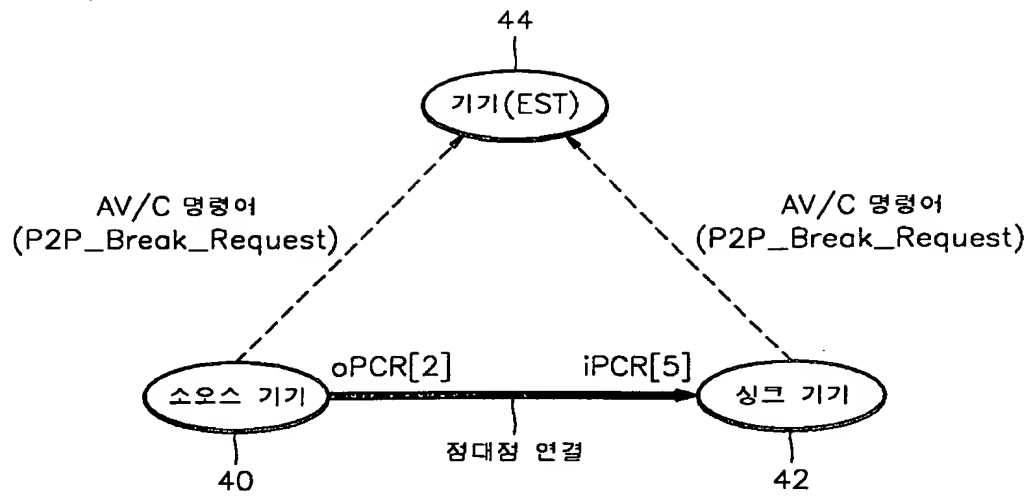 44
기기(EST)
AV/C 명령어
(P2P_Break_Request)
AV/C 명령어
(P2P_Break_Request)
oPCR[2]
iPCR[5]
소오스 기기
싱크 기기
점대점 연결
40
42